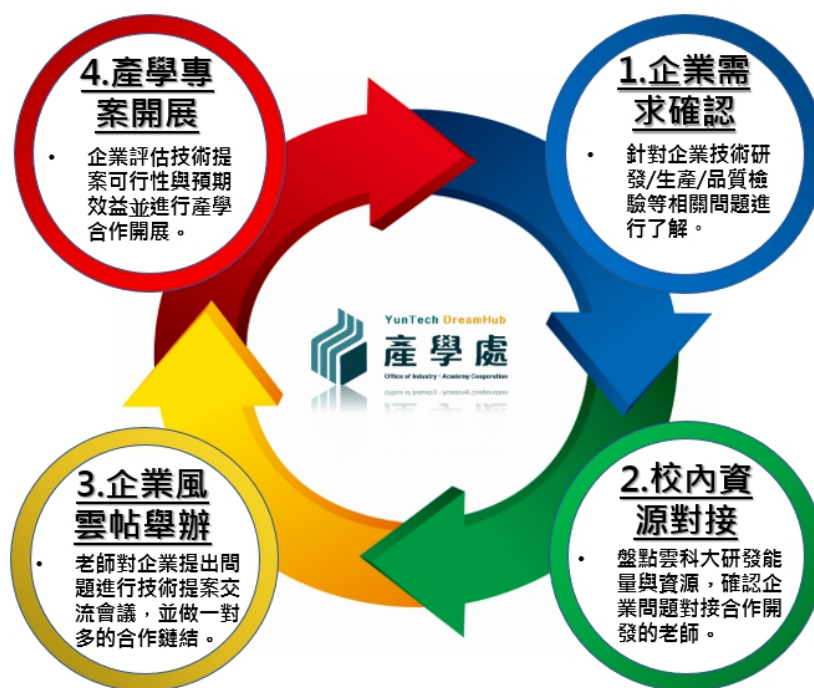 1.企業需
求確認
• 針對企業技術研
發/生產/品質檢
驗等相關問題進
行了解。
2.校內資
源對接
• 盤點雲科大研發能
量與資源，確認企
業問題對接合作開
發的老師。
3.企業風
雲帖舉辦
• 老師對企業提出問
題進行技術提案交
流會議，並做一對
多的合作鏈結。
4.產學專
案開展
• 企業評估技術提
案可行性與預期
效益並進行產學
合作開展。
YunTech DreamHub
產學處
Office of Industry - Academy Cooperation